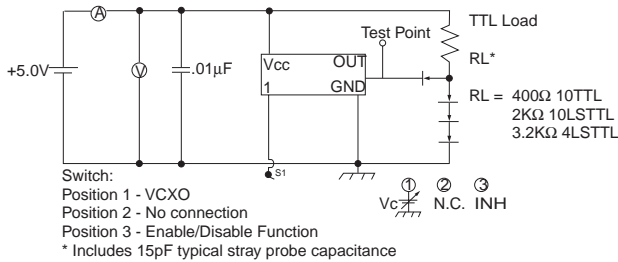 A
TTL Load
Test Point
RL*
+5.0V
V
.01µF
Vcc OUT
1 GND
RL = 400Ω 10TTL
2KΩ 10LSTTL
3.2KΩ 4LSTTL
S1
Switch:
Position 1 - VCXO
Position 2 - No connection
Position 3 - Enable/Disable Function
* Includes 15pF typical stray probe capacitance
1 2 3
Vc N.C. INH